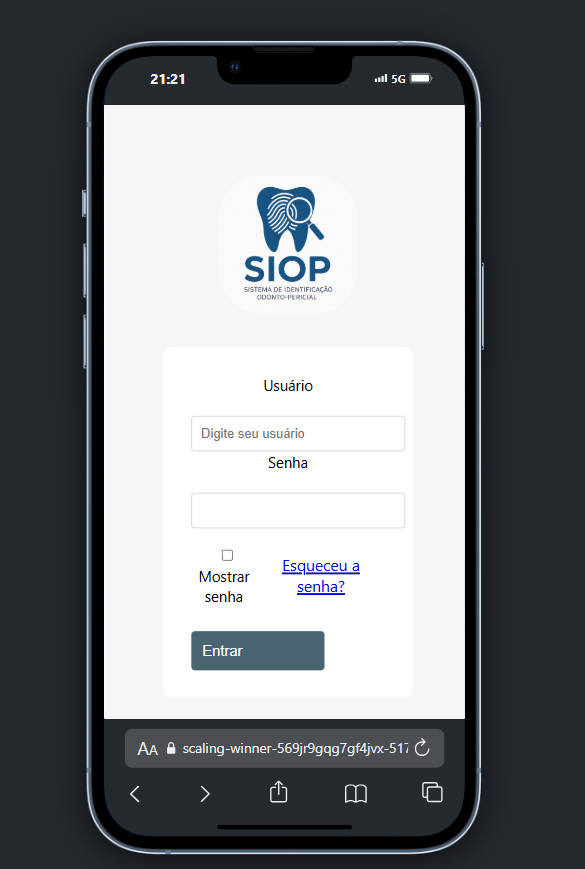 21:21
5G
SIOP
SISTEMA DE IDENTIFICAÇÃO
ODONTO-PERICIAL
Usuário
Digite seu usuário
Senha
Mostrar
senha
Esqueceu a
senha?
Entrar
AA scaling-winner-569jr9gqg7gf4jvx-517